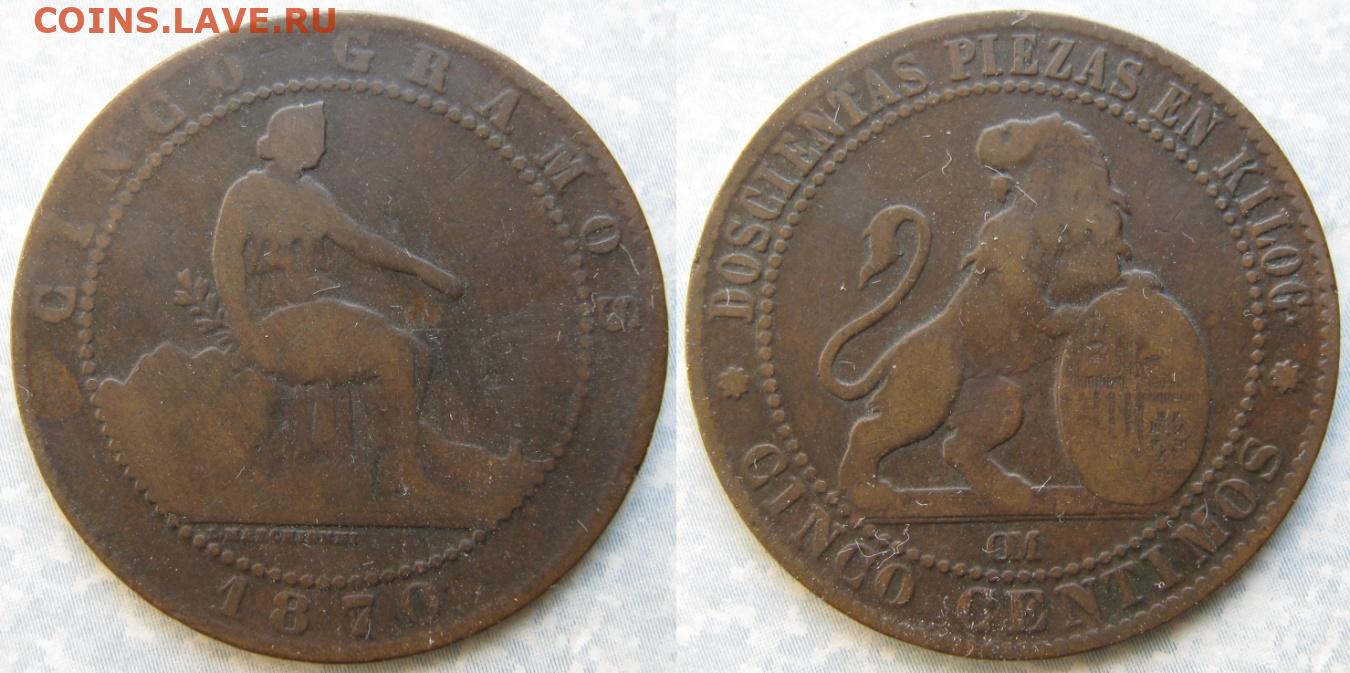 COINS.LAVE.RU
CINCO GRAMOS
1870
DOSCIENTAS PIEZAS EN KILOG
CINCO CENTIMOS
OM